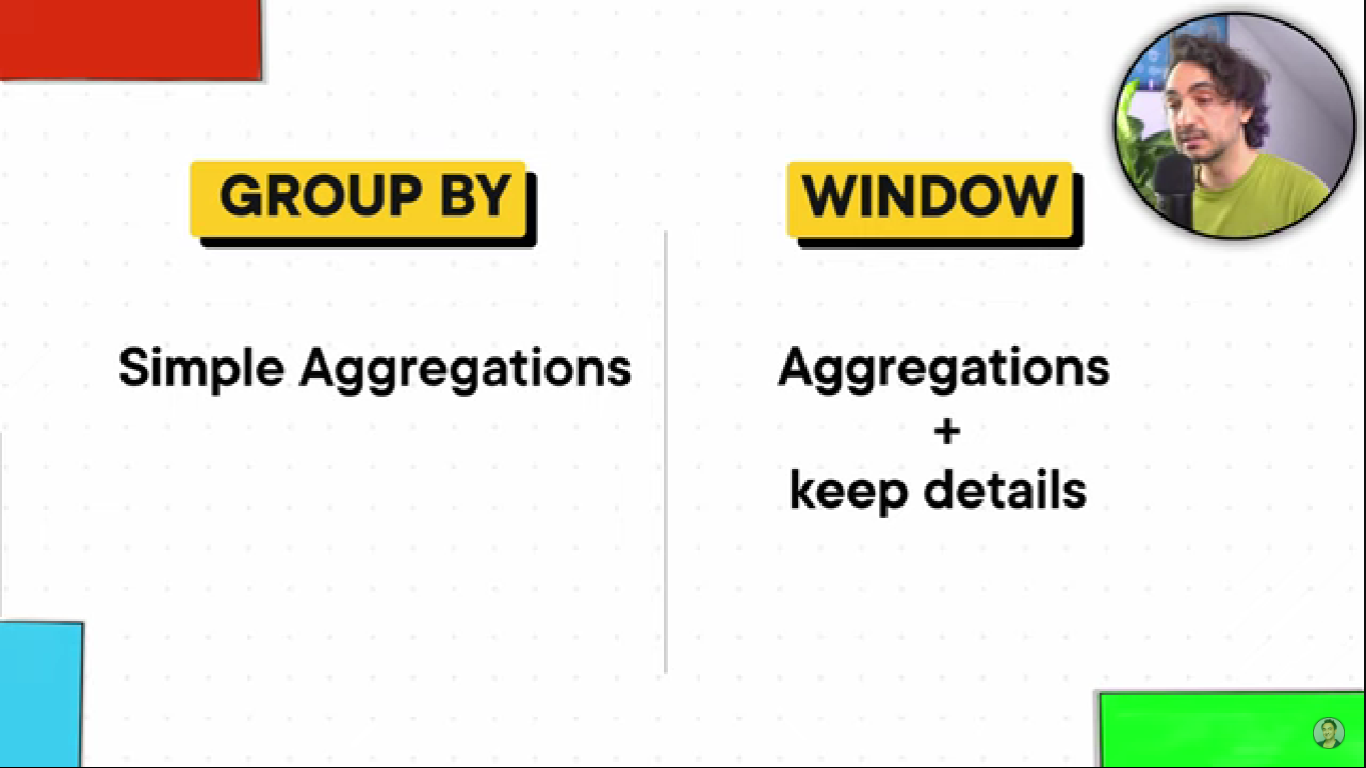 GROUP BY
Simple Aggregations
WINDOW
Aggregations
+
keep details